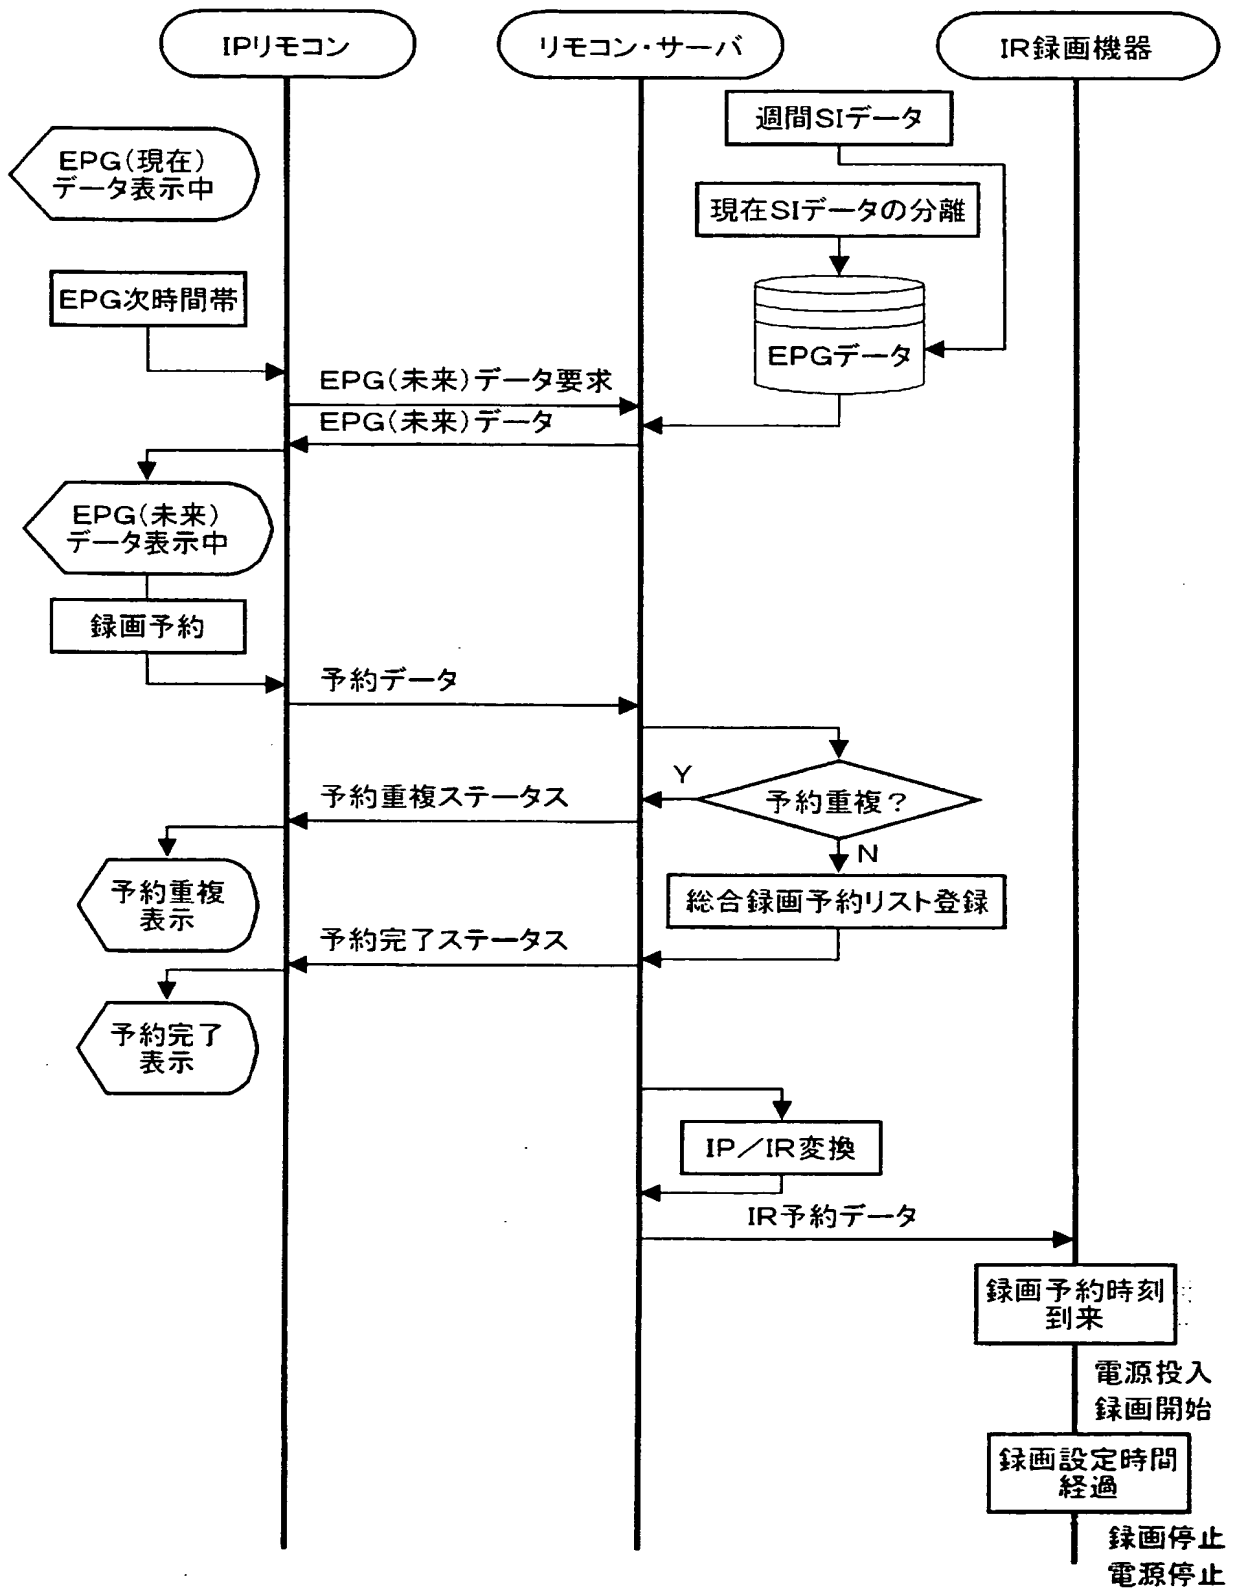 IPリモコン
リモコン・サーバ
IR録画機器
週間SIデータ
EPG(現在)
データ表示中
現在SIデータの分離
EPG次時間帯
EPGデータ
EPG(未来)データ要求
EPG(未来)データ
EPG(未来)
データ表示中
録画予約
予約データ
Y
予約重複ステータス
予約重複?
N
予約重複
表示
総合録画予約リスト登録
予約完了ステータス
予約完了
表示
IP/IR変換
IR予約データ
録画予約時刻
到来
電源投入
録画開始
録画設定時間
経過
録画停止
電源停止